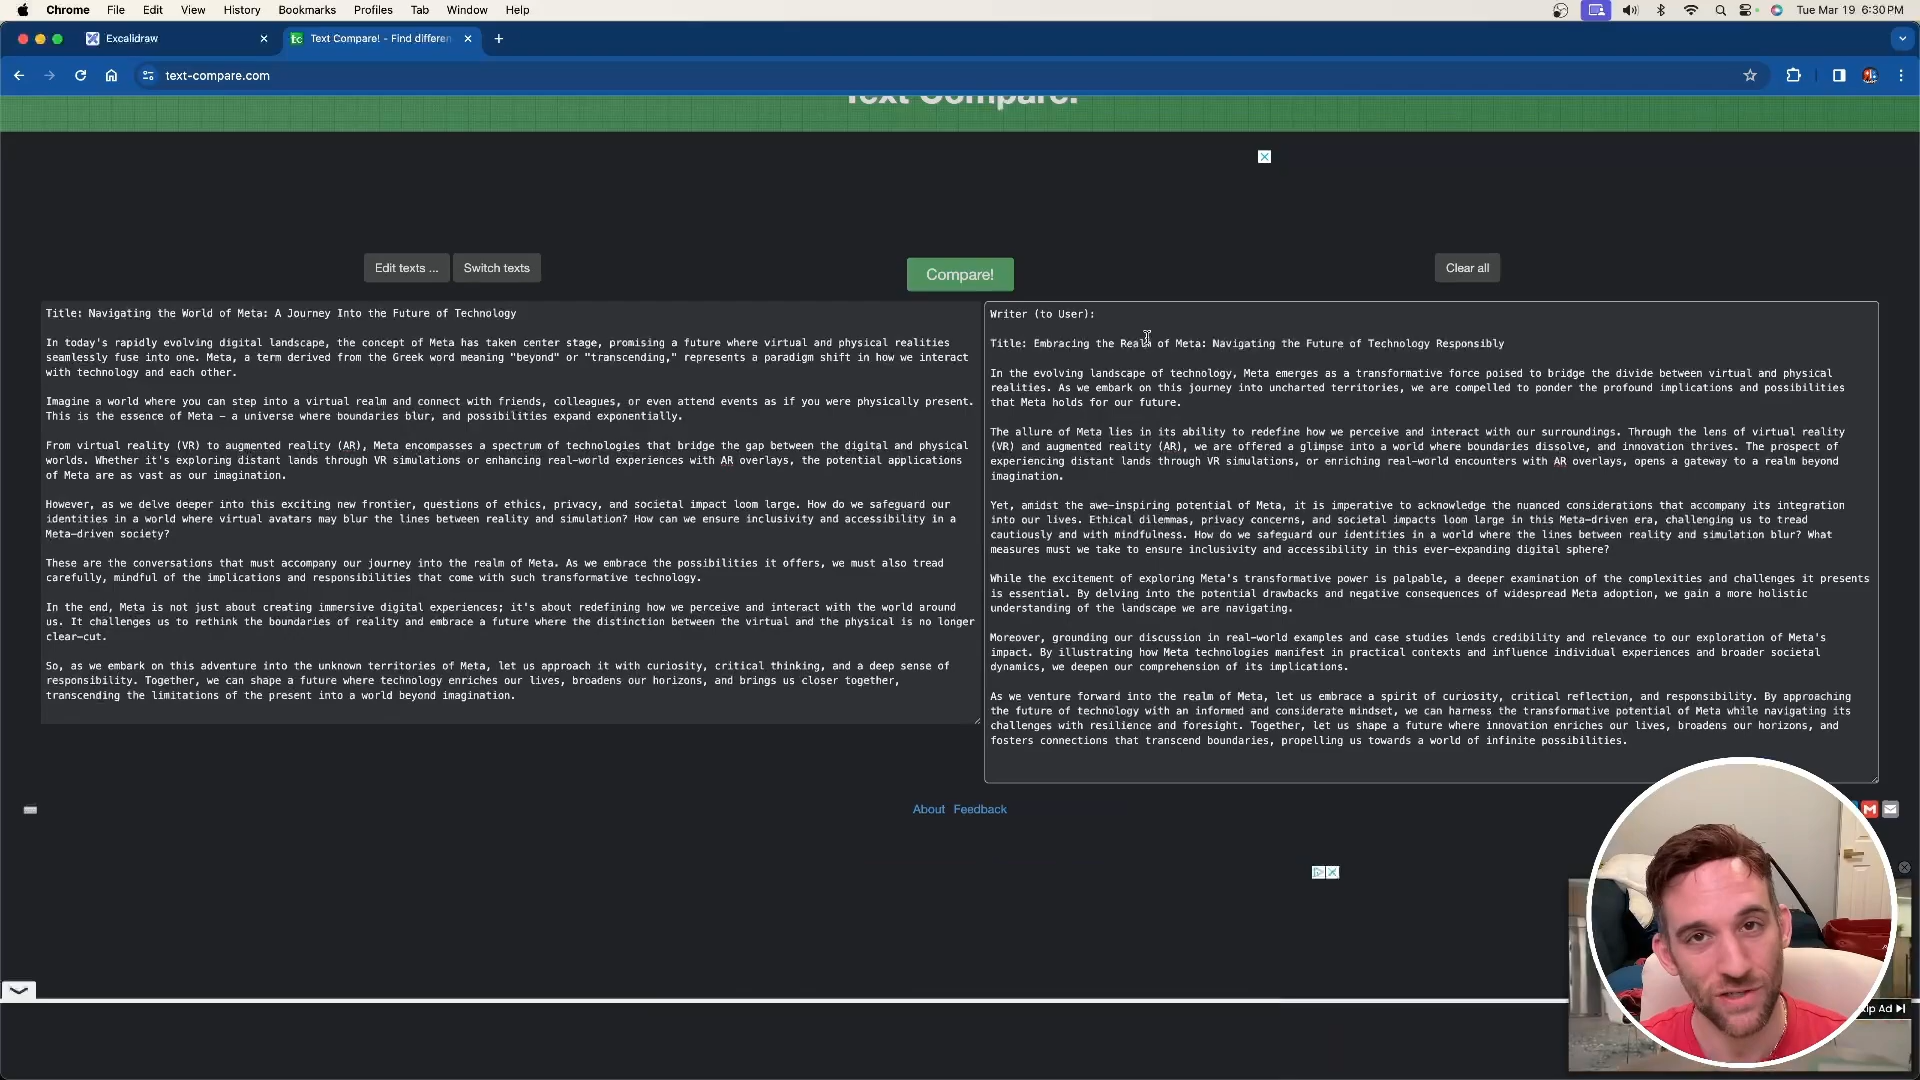 Chrome File Edit View History Bookmarks Profiles Tab Window Help Tue Mar 19 6:30 PM
Excalidraw
Text Compare! - Find differen
text-compare.com
Text Compare!
Edit texts ...
Switch texts
Compare!
Clear all
Title: Navigating the World of Meta: A Journey Into the Future of Technology
In today's rapidly evolving digital landscape, the concept of Meta has taken center stage, promising a future where virtual and physical realities
seamlessly fuse into one. Meta, a term derived from the Greek word meaning "beyond" or "transcending," represents a paradigm shift in how we interact
with technology and each other.
Imagine a world where you can step into a virtual realm and connect with friends, colleagues, or even attend events as if you were physically present.
This is the essence of Meta – a universe where boundaries blur, and possibilities expand exponentially.
From virtual reality (VR) to augmented reality (AR), Meta encompasses a spectrum of technologies that bridge the gap between the digital and physical
worlds. Whether it's exploring distant lands through VR simulations or enhancing real-world experiences with AR overlays, the potential applications
of Meta are as vast as our imagination.
However, as we delve deeper into this exciting new frontier, questions of ethics, privacy, and societal impact loom large. How do we safeguard our
identities in a world where virtual avatars may blur the lines between reality and simulation? How can we ensure inclusivity and accessibility in a
Meta-driven society?
These are the conversations that must accompany our journey into the realm of Meta. As we embrace the possibilities it offers, we must also tread
carefully, mindful of the implications and responsibilities that come with such transformative technology.
In the end, Meta is not just about creating immersive digital experiences; it's about redefining how we perceive and interact with the world around
us. It challenges us to rethink the boundaries of reality and embrace a future where the distinction between the virtual and the physical is no longer
clear-cut.
So, as we embark on this adventure into the unknown territories of Meta, let us approach it with curiosity, critical thinking, and a deep sense of
responsibility. Together, we can shape a future where technology enriches our lives, broadens our horizons, and brings us closer together,
transcending the limitations of the present into a world beyond imagination.
Writer (to User):
Title: Embracing the Realm of Meta: Navigating the Future of Technology Responsibly
In the evolving landscape of technology, Meta emerges as a transformative force poised to bridge the divide between virtual and physical
realities. As we embark on this journey into uncharted territories, we are compelled to ponder the profound implications and possibilities
that Meta holds for our future.
The allure of Meta lies in its ability to redefine how we perceive and interact with our surroundings. Through the lens of virtual reality
(VR) and augmented reality (AR), we are offered a glimpse into a world where boundaries dissolve, and innovation thrives. The prospect of
experiencing distant lands through VR simulations, or enriching real-world encounters with AR overlays, opens a gateway to a realm beyond
imagination.
Yet, amidst the awe-inspiring potential of Meta, it is imperative to acknowledge the nuanced considerations that accompany its integration
into our lives. Ethical dilemmas, privacy concerns, and societal impacts loom large in this Meta-driven era, challenging us to tread
cautiously and with mindfulness. How do we safeguard our identities in a world where the lines between reality and simulation blur? What
measures must we take to ensure inclusivity and accessibility in this ever-expanding digital sphere?
While the excitement of exploring Meta's transformative power is palpable, a deeper examination of the complexities and challenges it presents
is essential. By delving into the potential drawbacks and negative consequences of widespread Meta adoption, we gain a more holistic
understanding of the landscape we are navigating.
Moreover, grounding our discussion in real-world examples and case studies lends credibility and relevance to our exploration of Meta's
impact. By illustrating how Meta technologies manifest in practical contexts and influence individual experiences and broader societal
dynamics, we deepen our comprehension of its implications.
As we venture forward into the realm of Meta, let us embrace a spirit of curiosity, critical reflection, and responsibility. By approaching
the future of technology with an informed and considerate mindset, we can harness the transformative potential of Meta while navigating its
challenges with resilience and foresight. Together, let us shape a future where innovation enriches our lives, broadens our horizons, and
fosters connections that transcend boundaries, propelling us towards a world of infinite possibilities.
About Feedback
ip Ad